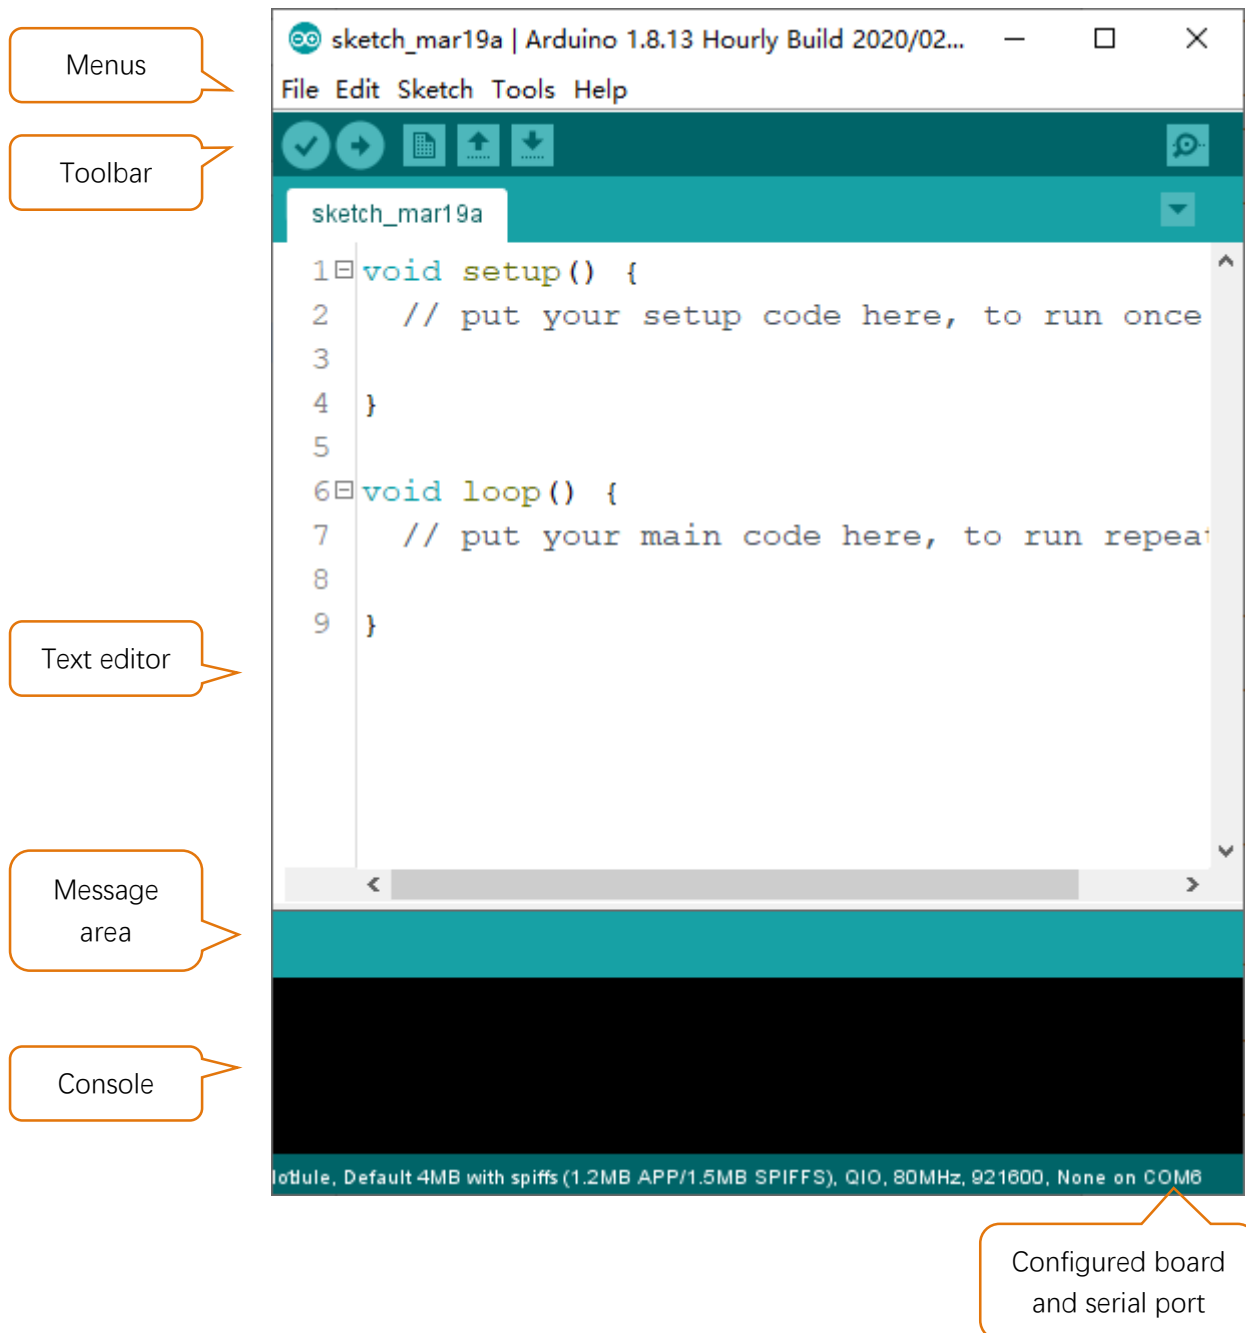 Menus
Toolbar
Text editor
Message
area
Console
sketch_mar19a | Arduino 1.8.13 Hourly Build 2020/02...
File Edit Sketch Tools Help
sketch_mar19a
1 void setup() {
2 // put your setup code here, to run once
3
4 }
5
6 void loop() {
7 // put your main code here, to run repeat
8
9 }
Default 4MB with spiffs (1.2MB APP/1.5MB SPIFFS), QIO, 80MHz, 921600, None on COM6
Configured board
and serial port